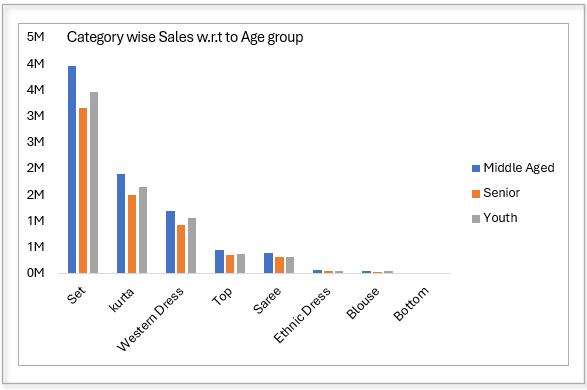 Category wise Sales w.r.t to Age group
5M
4M
4M
3M
3M
2M
2M
1M
1M
0M
Set
kurta
Western Dress
Top
Saree
Ethnic Dress
Blouse
Bottom
Middle Aged
Senior
Youth